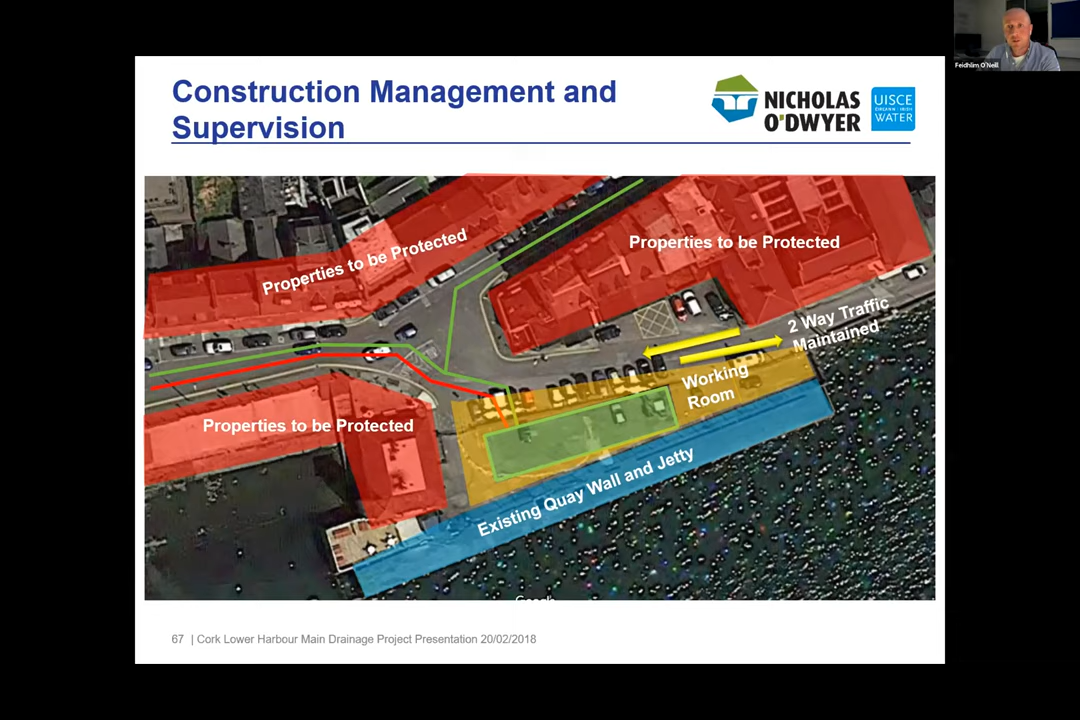 Feidhlim O'Neill
Construction Management and
Supervision
NICHOLAS
O'DWYER
UISCE
ÉIREANN : IRISH
WATER
Properties to be Protected
Properties to be Protected
2 Way Traffic
Maintained
Working
Room
Properties to be Protected
Existing Quay Wall and Jetty
Google
67 | Cork Lower Harbour Main Drainage Project Presentation 20/02/2018